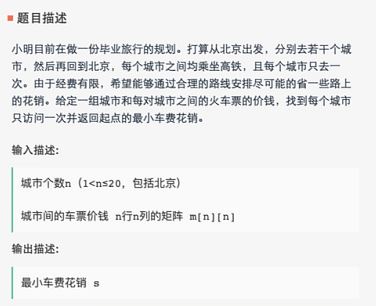 题目描述
小明目前在做一份毕业旅行的规划。打算从北京出发，分别去若干个城
市，然后再回到北京，每个城市之间均乘坐高铁，且每个城市只去一
次。由于经费有限，希望能够通过合理的路线安排尽可能的省一些路上
的花销。给定一组城市和每对城市之间的火车票的价钱，找到每个城市
只访问一次并返回起点的最小车费花销。
输入描述:
城市个数n（1<n≤20，包括北京）
城市间的车票价钱 n行n列的矩阵 m[n][n]
输出描述:
最小车费花销 s